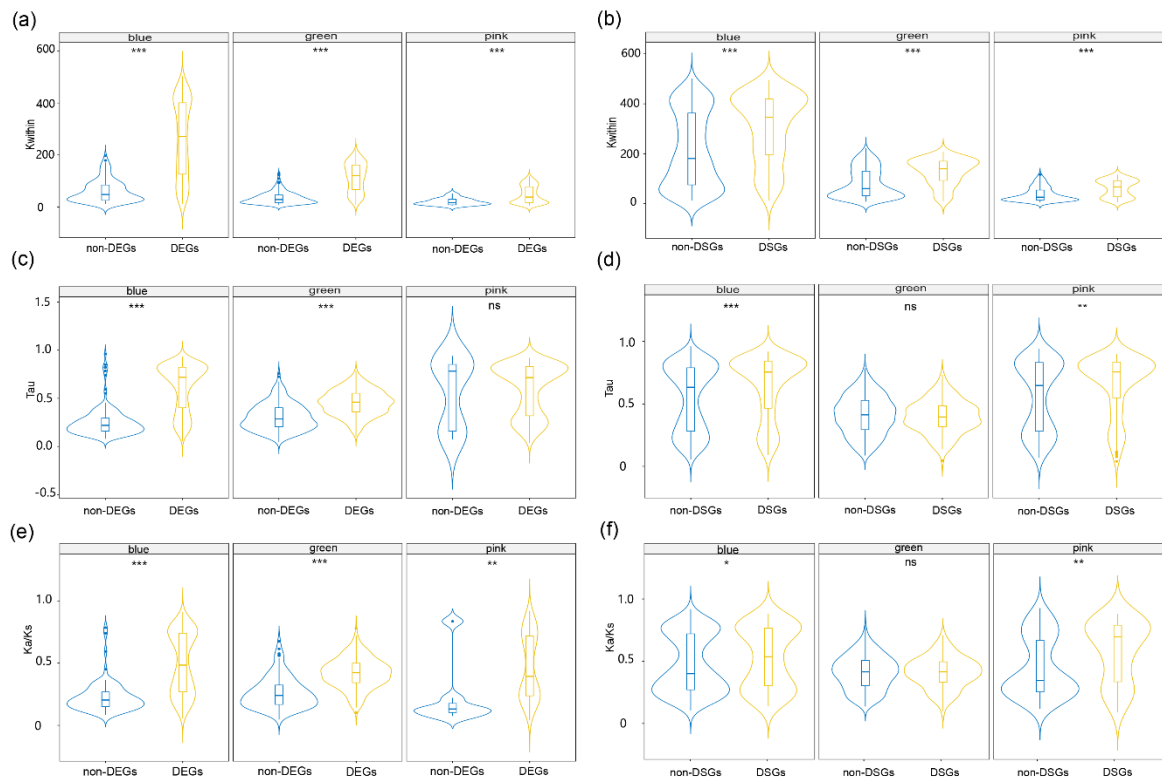 (a)
blue green pink
*** *** ***
600
400
200
0
Kwithin
non-DEGs DEGs non-DEGs DEGs non-DEGs DEGs
(b)
blue green pink
*** *** ***
600
400
200
0
Kwithin
non-DSGs DSGs non-DSGs DSGs non-DSGs DSGs
(c)
blue green pink
*** *** ns
1.5
1.0
0.5
0.0
-0.5
Tau
non-DEGs DEGs non-DEGs DEGs non-DEGs DEGs
(d)
blue green pink
*** ns **
1.0
0.5
0
Tau
non-DSGs DSGs non-DSGs DSGs non-DSGs DSGs
(e)
blue green pink
*** *** **
1.0
0.5
0
Ka/Ks
non-DEGs DEGs non-DEGs DEGs non-DEGs DEGs
(f)
blue green pink
* ns **
1.0
0.5
0
Ka/Ks
non-DSGs DSGs non-DSGs DSGs non-DSGs DSGs